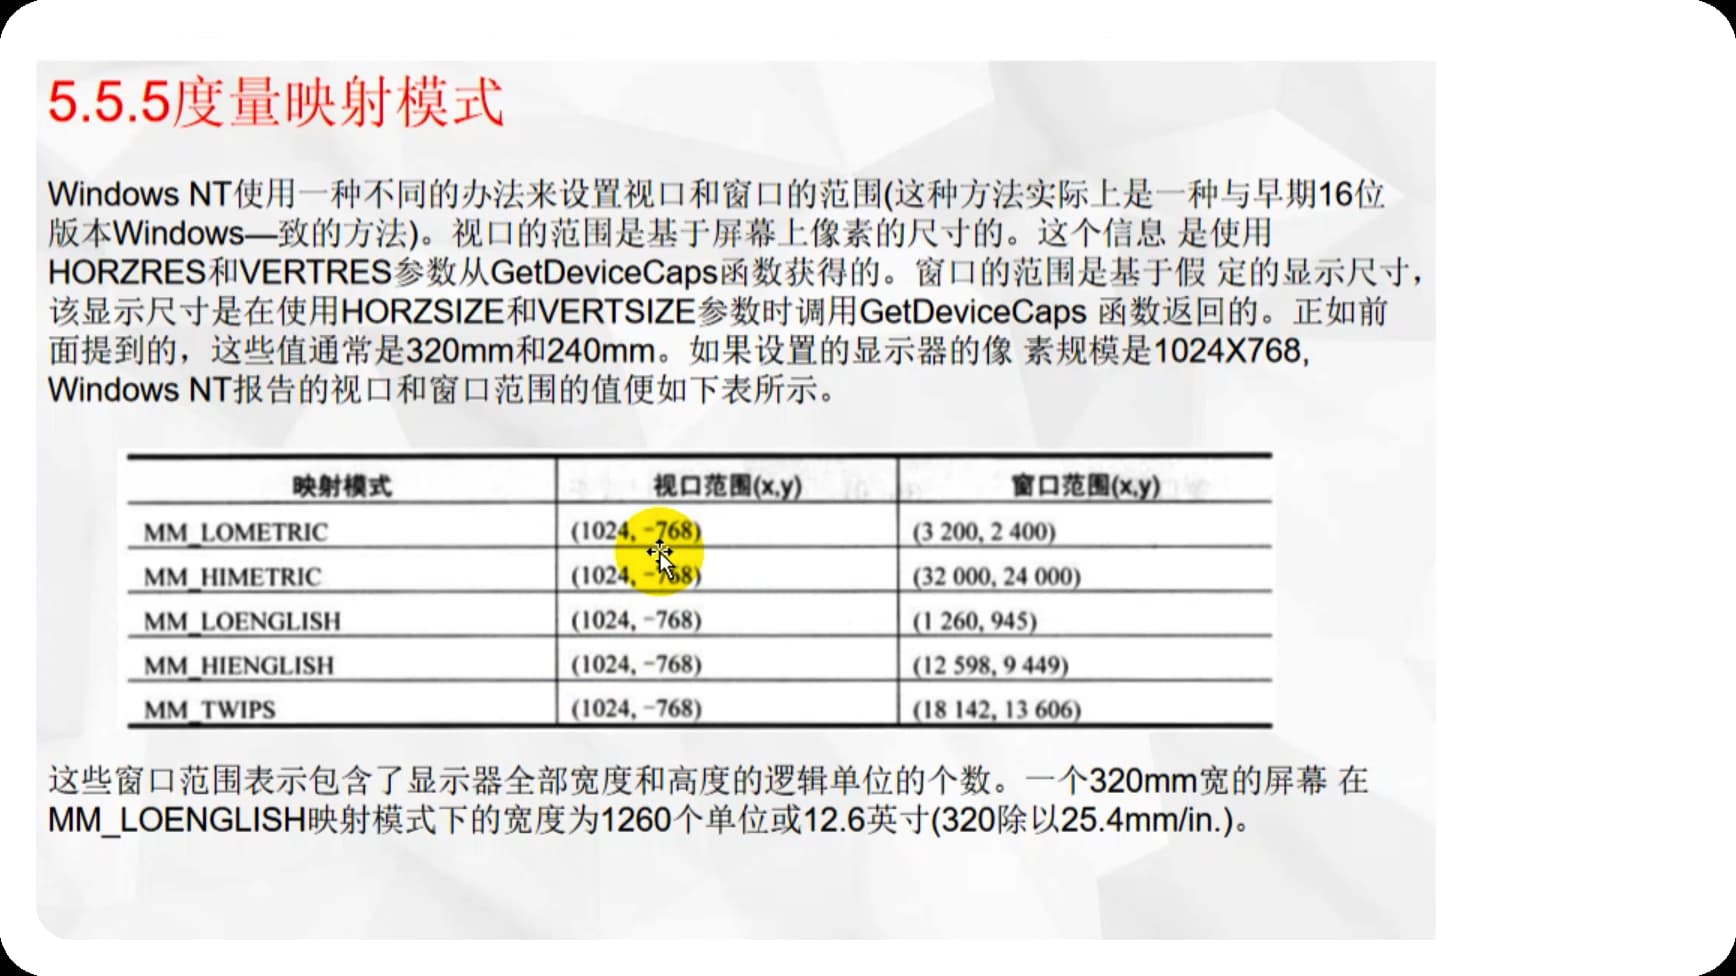 5.5.5度量映射模式
Windows NT使用一种不同的办法来设置视口和窗口的范围(这种方法实际上是一种与早期16位
版本Windows—致的方法)。视口的范围是基于屏幕上像素的尺寸的。这个信息 是使用
HORZRES和VERTRES参数从GetDeviceCaps函数获得的。窗口的范围是基于假 定的显示尺寸，
该显示尺寸是在使用HORZSIZE和VERTSIZE参数时调用GetDeviceCaps 函数返回的。正如前
面提到的，这些值通常是320mm和240mm。如果设置的显示器的像 素规模是1024X768,
Windows NT报告的视口和窗口范围的值便如下表所示。
映射模式 视口范围(x,y) 窗口范围(x,y)
MM_LOMETRIC (1024, -768) (3 200, 2 400)
MM_HIMETRIC (1024, -768) (32 000, 24 000)
MM_LOENGLISH (1024, -768) (1 260, 945)
MM_HIENGLISH (1024, -768) (12 598, 9 449)
MM_TWIPS (1024, -768) (18 142, 13 606)
这些窗口范围表示包含了显示器全部宽度和高度的逻辑单位的个数。一个320mm宽的屏幕 在
MM_LOENGLISH映射模式下的宽度为1260个单位或12.6英寸(320除以25.4mm/in.)。